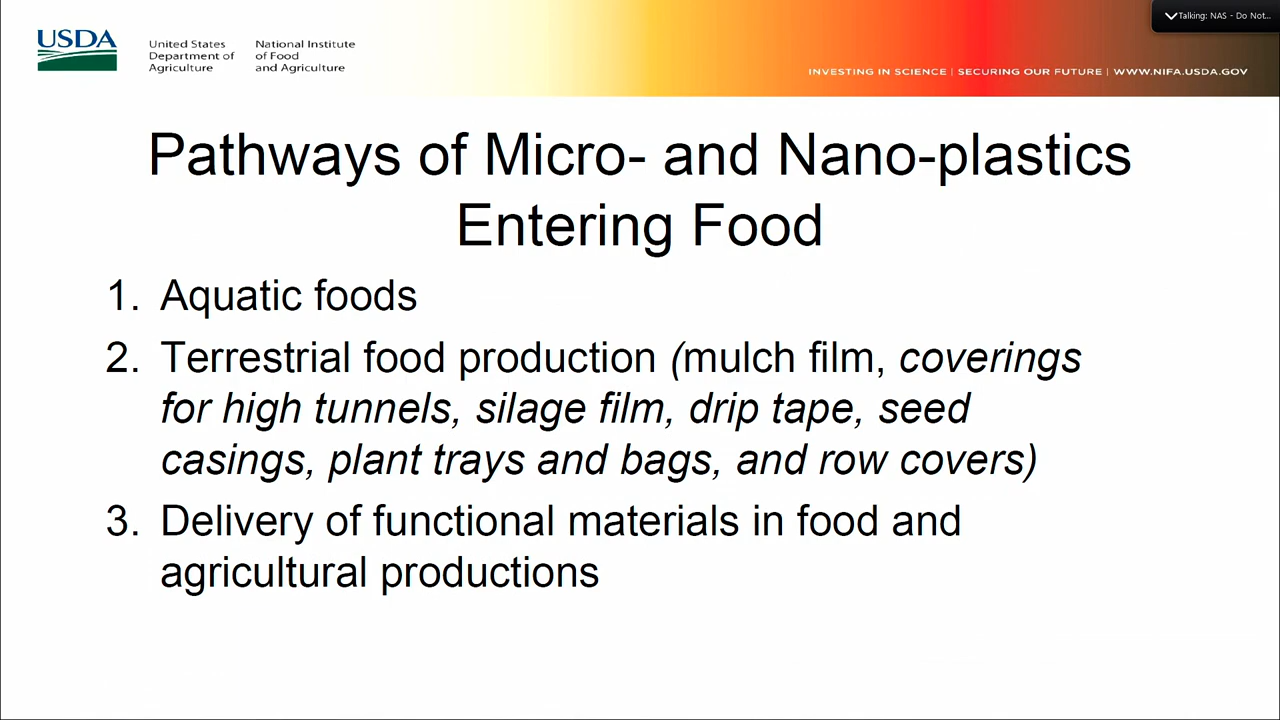 Talking: NAS - Do Not...
USDA
United States
Department of
Agriculture
National Institute
of Food
and Agriculture
INVESTING IN SCIENCE | SECURING OUR FUTURE | WWW.NIFA.USDA.GOV
Pathways of Micro- and Nano-plastics
Entering Food
1. Aquatic foods
2. Terrestrial food production (mulch film, coverings
for high tunnels, silage film, drip tape, seed
casings, plant trays and bags, and row covers)
3. Delivery of functional materials in food and
agricultural productions